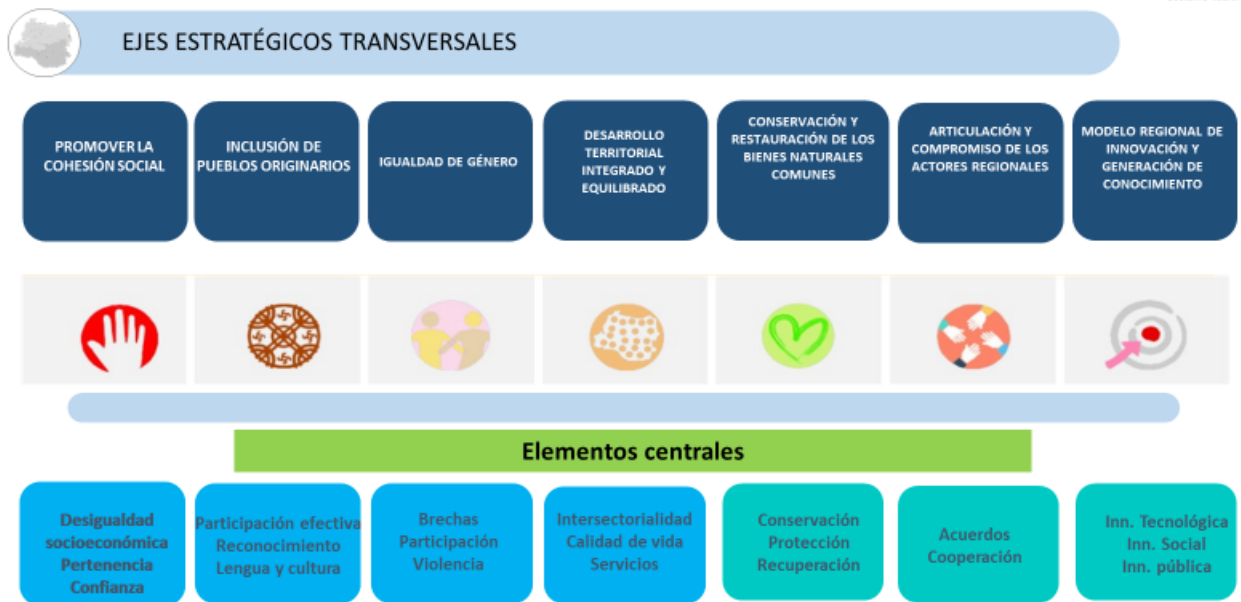 EJES ESTRATÉGICOS TRANSVERSALES
PROMOVER LA
COHESIÓN SOCIAL
INCLUSIÓN DE
PUEBLOS ORIGINARIOS
IGUALDAD DE GÉNERO
DESARROLLO
TERRITORIAL
INTEGRADO Y
EQUILIBRADO
CONSERVACIÓN Y
RESTAURACIÓN DE LOS
BIENES NATURALES
COMUNES
ARTICULACIÓN Y
COMPROMISO DE LOS
ACTORES REGIONALES
MODELO REGIONAL DE
INNOVACIÓN Y
GENERACIÓN DE
CONOCIMIENTO
Elementos centrales
Desigualdad
socioeconómica
Pertenencia
Confianza
Participación efectiva
Reconocimiento
Lengua y cultura
Brechas
Participación
Violencia
Intersectorialidad
Calidad de vida
Servicios
Conservación
Protección
Recuperación
Acuerdos
Cooperación
Inn. Tecnológica
Inn. Social
Inn. pública